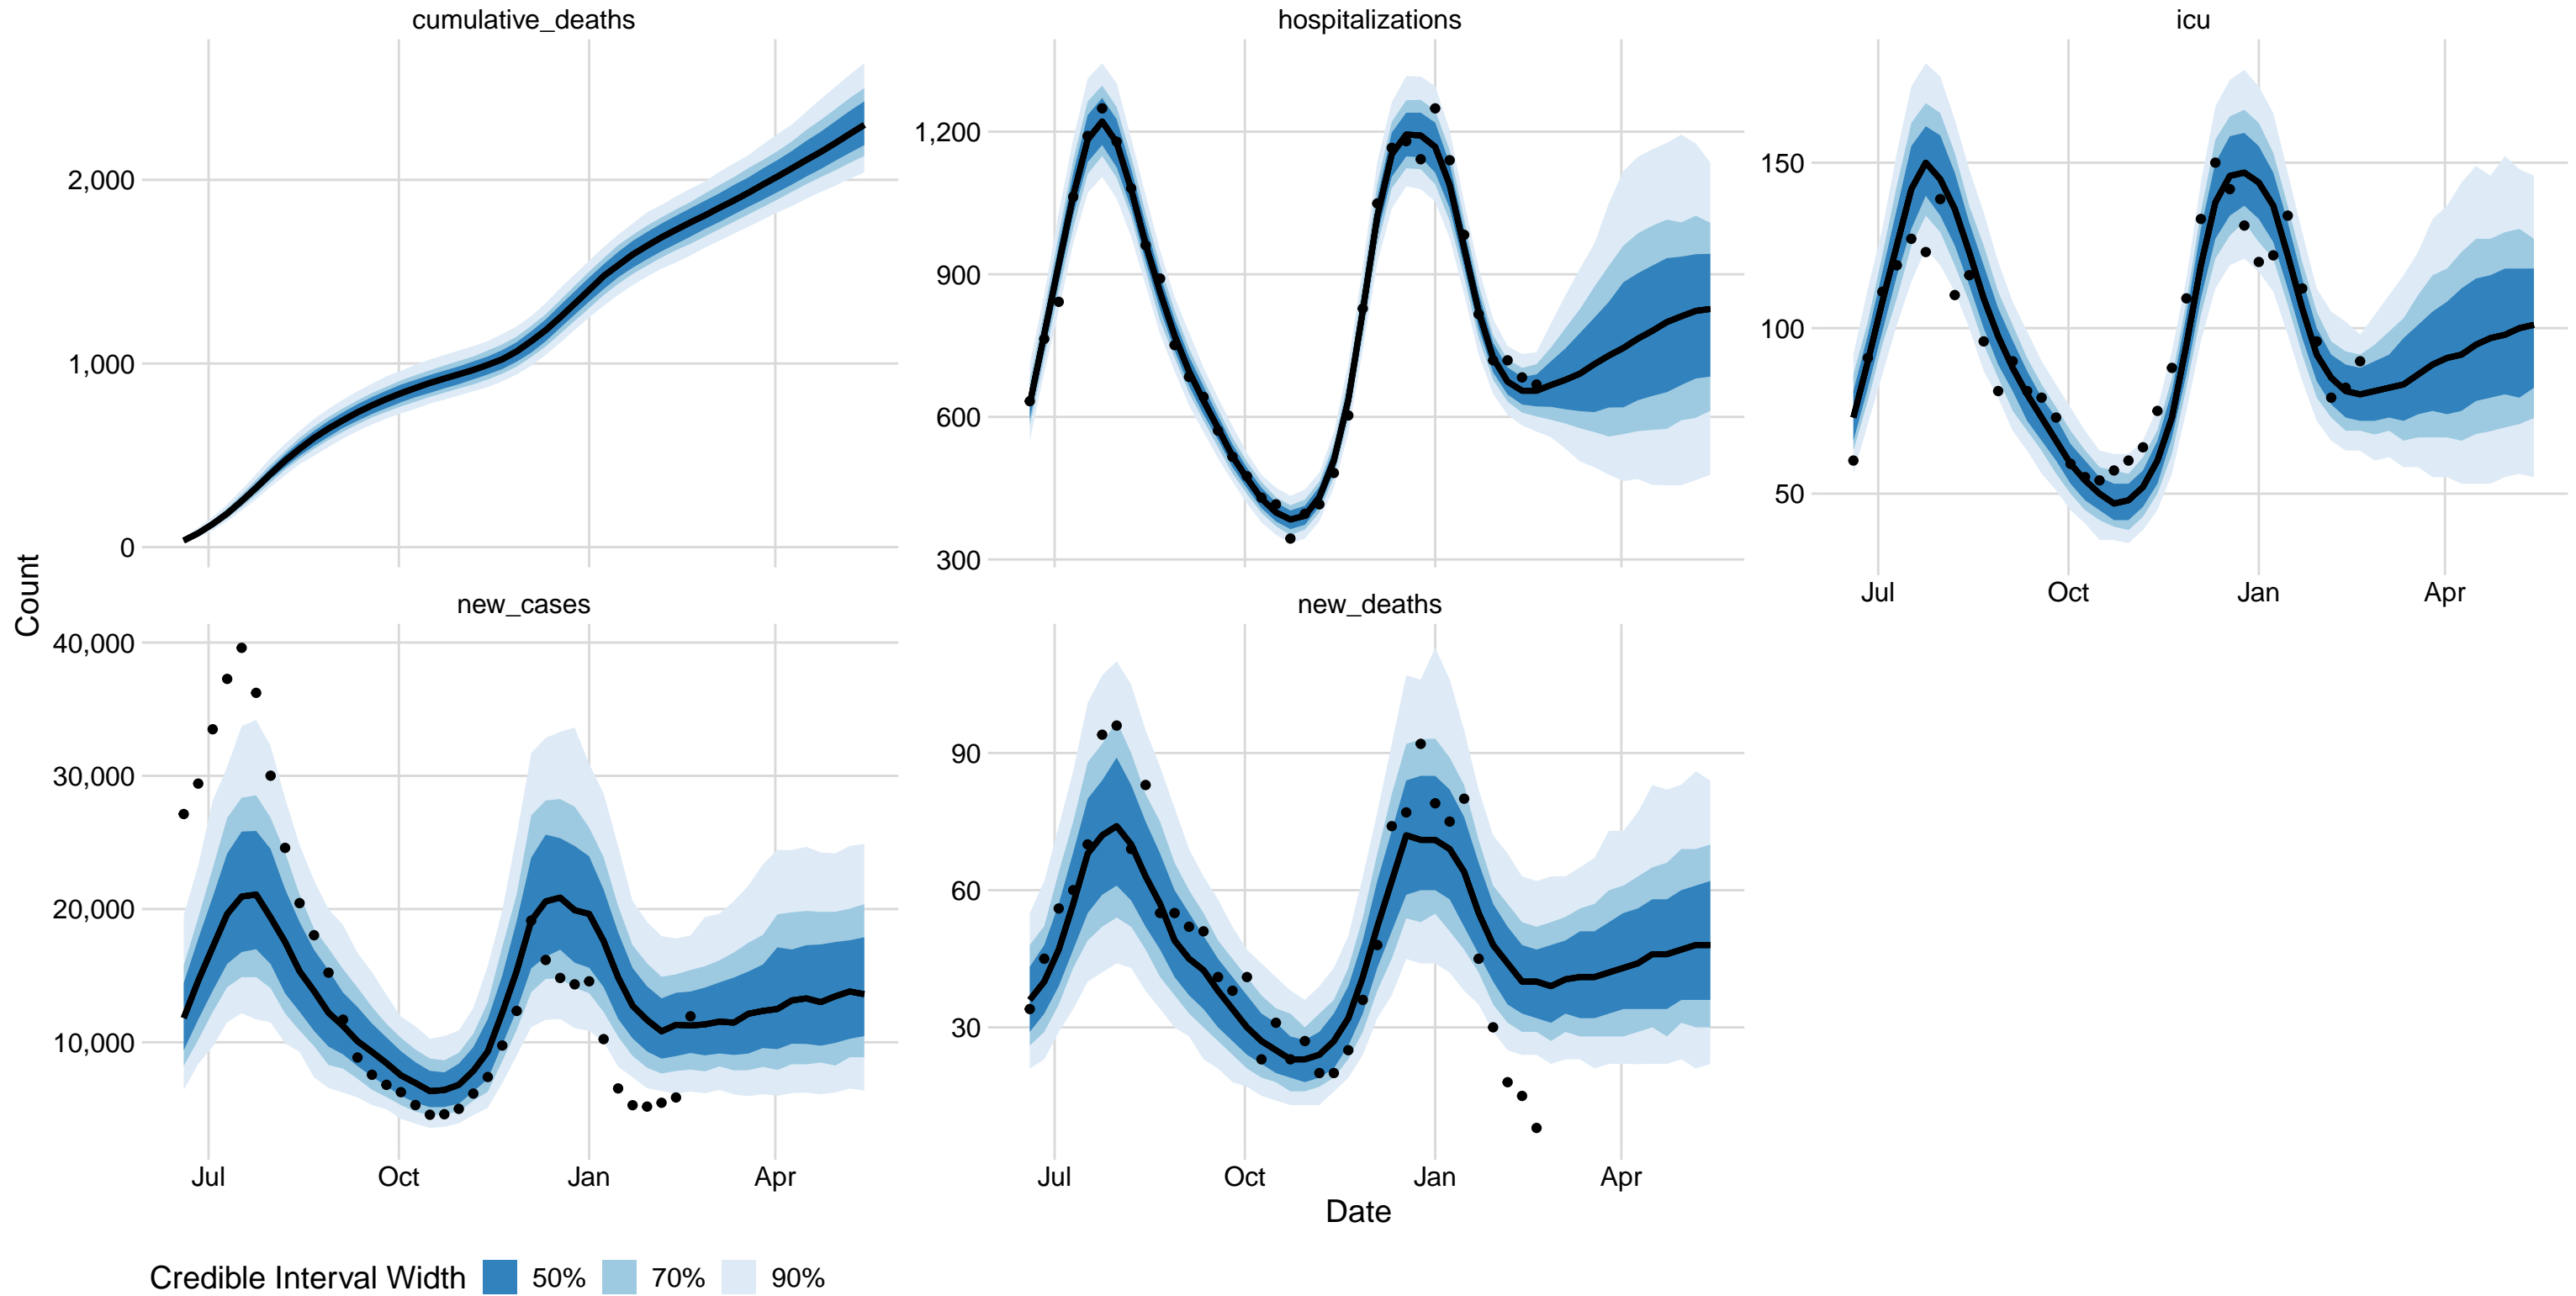 cumulative_deaths
hospitalizations
icu
2,000
1,000
0
1,200
900
600
300
150
100
50
Jul Oct Jan Apr
Count
new_cases
new_deaths
40,000
30,000
20,000
10,000
90
60
30
Jul Oct Jan Apr
Jul Oct Jan Apr
Date
Credible Interval Width 50% 70% 90%